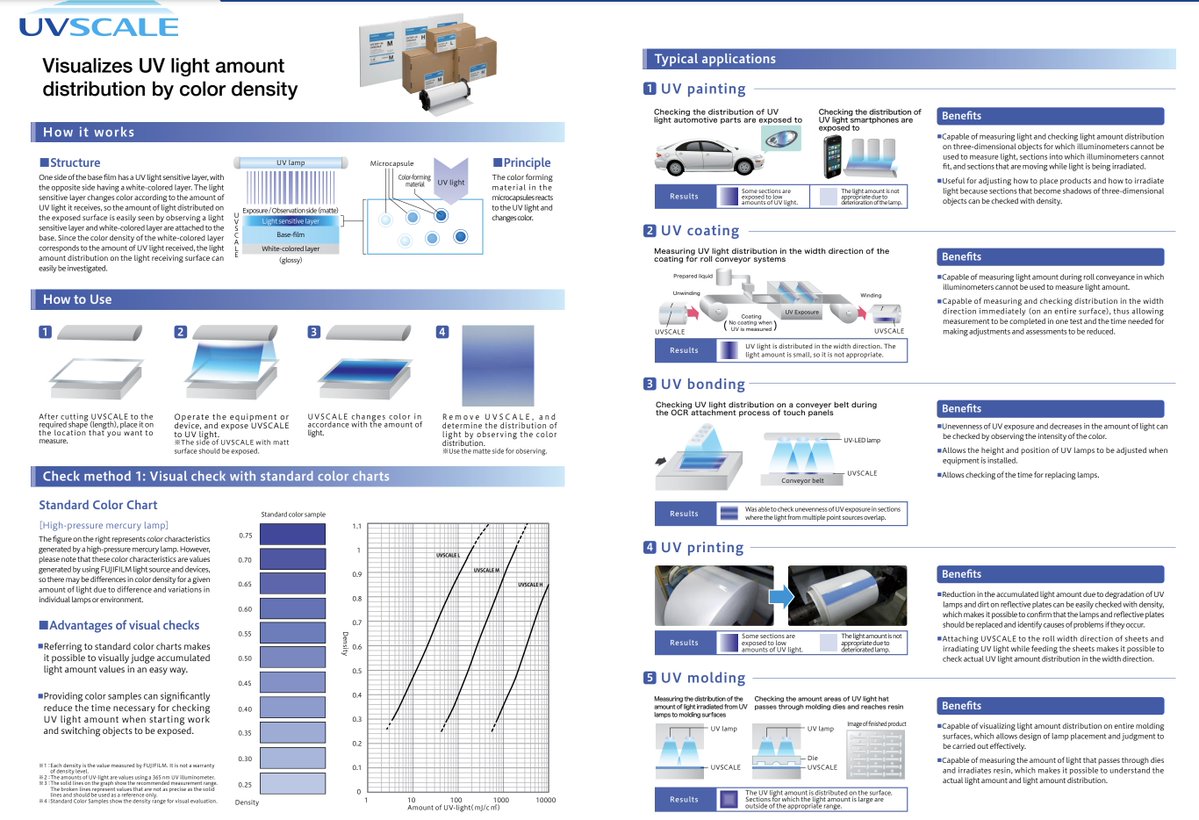 UVSCALE
Visualizes UV light amount
distribution by color density
How it works
■Structure
One side of the base film has a UV light sensitive layer, with
the opposite side having a white-colored layer. The light
sensitive layer changes color according to the amount of
UV light it receives, so the amount of light distributed on
the exposed surface is easily seen by observing a light
sensitive layer and white-colored layer are attached to the
base. Since the color density of the white-colored layer
corresponds to the amount of UV light received, the light
amount distribution on the light receiving surface can
easily be investigated.
UV lamp
Exposure / Observation side (matte)
UVSCALE
Light sensitive layer
Base-film
White-colored layer
(glossy)
Microcapsule
Color-forming
material
UV light
■Principle
The color forming
material in the
microcapsules reacts
to the UV light and
changes color.
How to Use
1
2
3
4
After cutting UVSCALE to the
required shape (length), place it on
the location that you want to
measure.
Operate the equipment or
device, and expose UVSCALE
to UV light.
※The side of UVSCALE with matt
surface should be exposed.
UVSCALE changes color in
accordance with the amount of
light.
Remove UVSCALE, and
determine the distribution of
light by observing the color
distribution.
※Use the matte side for observing.
Check method 1: Visual check with standard color charts
Standard Color Chart
[High-pressure mercury lamp]
The figure on the right represents color characteristics
generated by a high-pressure mercury lamp. However,
please note that these color characteristics are values
generated by using FUJIFILM light source and devices,
so there may be differences in color density for a given
amount of light due to difference and variations in
individual lamps or environment.
■Advantages of visual checks
■Referring to standard color charts makes
it possible to visually judge accumulated
light amount values in an easy way.
■Providing color samples can significantly
reduce the time necessary for checking
UV light amount when starting work
and switching objects to be exposed.
※1 : Each density is the value measured by FUJIFILM. It is not a warranty
of density level.
※2 : The amounts of UV-light are values using a 365 nm UV illuminometer.
※3 : The solid lines on the graph show the recommended measurement range.
The broken lines represent values that are not as precise as the solid
lines and should be used as a reference only.
※4 : Standard Color Samples show the density range for visual evaluation.
Standard color sample
0.75
0.70
0.65
0.60
0.55
0.50
0.45
0.40
0.35
0.30
0.25
Density
1.1
1
0.9
0.8
0.7
0.6
0.5
0.4
0.3
0.2
0.1
0
Density
UVSCALE L
UVSCALE M
UVSCALE H
1
10
100
1000
10000
Amount of UV-light(mJ/c㎡)
Typical applications
1 UV painting
Checking the distribution of UV
light automotive parts are exposed to
Checking the distribution of
UV light smartphones are
exposed to
Results
Some sections are
exposed to low
amounts of UV light.
The light amount is not
appropriate due to
deterioration of the lamp.
Benefits
■Capable of measuring light and checking light amount distribution
on three-dimensional objects for which illuminometers cannot be
used to measure light, sections into which illuminometers cannot
fit, and sections that are moving while light is being irradiated.
■Useful for adjusting how to place products and how to irradiate
light because sections that become shadows of three-dimensional
objects can be checked with density.
2 UV coating
Measuring UV light distribution in the width direction of the
coating for roll conveyor systems
Prepared liquid
Unwinding
UVSCALE
Coating
(No coating when
UV is measured)
UV Exposure
Winding
UVSCALE
Results
UV light is distributed in the width direction. The
light amount is small, so it is not appropriate.
Benefits
■Capable of measuring light amount during roll conveyance in which
illuminometers cannot be used to measure light amount.
■Capable of measuring and checking distribution in the width
direction immediately (on an entire surface), thus allowing
measurement to be completed in one test and the time needed for
making adjustments and assessments to be reduced.
3 UV bonding
Checking UV light distribution on a conveyer belt during
the OCR attachment process of touch panels
UV-LED lamp
UVSCALE
Conveyor belt
Results
Was able to check unevenness of UV exposure in sections
where the light from multiple point sources overlap.
Benefits
■Unevenness of UV exposure and decreases in the amount of light can
be checked by observing the intensity of the color.
■Allows the height and position of UV lamps to be adjusted when
equipment is installed.
■Allows checking of the time for replacing lamps.
4 UV printing
Results
Some sections are
exposed to low
amounts of UV light.
The light amount is not
appropriate due to
deteriorated lamp.
Benefits
■Reduction in the accumulated light amount due to degradation of UV
lamps and dirt on reflective plates can be easily checked with density,
which makes it possible to confirm that the lamps and reflective plates
should be replaced and identify causes of problems if they occur.
■Attaching UVSCALE to the roll width direction of sheets and
irradiating UV light while feeding the sheets makes it possible to
check actual UV light amount distribution in the width direction.
5 UV molding
Measuring the distribution of the
amount of light irradiated from UV
lamps to molding surfaces
Checking the amount areas of UV light hat
passes through molding dies and reaches resin
UV lamp
UVSCALE
UV lamp
Die
UVSCALE
Image of finished product
Results
The UV light amount is distributed on the surface.
Sections for which the light amount is large are
outside of the appropriate range.
Benefits
■Capable of visualizing light amount distribution on entire molding
surfaces, which allows design of lamp placement and judgment to
be carried out effectively.
■Capable of measuring the amount of light that passes through dies
and irradiates resin, which makes it possible to understand the
actual light amount and light amount distribution.